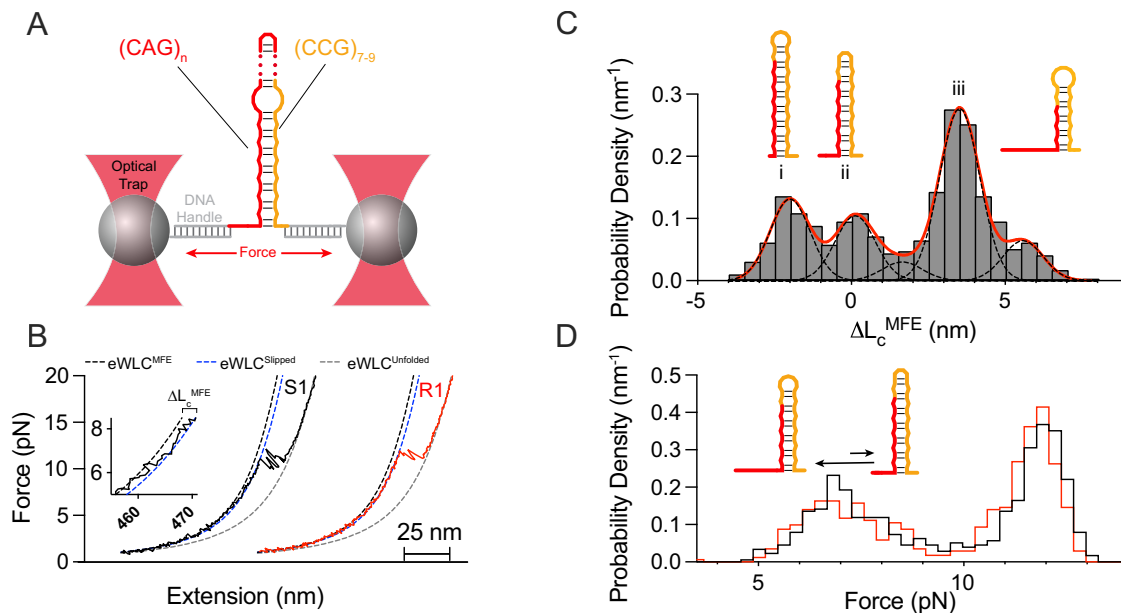 A
(CAG)n
(CCG)7-9
Optical
Trap
DNA
Handle
Force
B
eWLC^MFE
eWLC^Slipped
eWLC^Unfolded
20
15
10
5
0
Force (pN)
ΔLc^MFE
8
6
460
470
S1
R1
25 nm
Extension (nm)
C
Probability Density (nm⁻¹)
0.3
0.2
0.1
0.0
i
ii
iii
-5
0
5
ΔLc^MFE (nm)
D
Probability Density (nm⁻¹)
0.5
0.4
0.3
0.2
0.1
0.0
5
10
Force (pN)